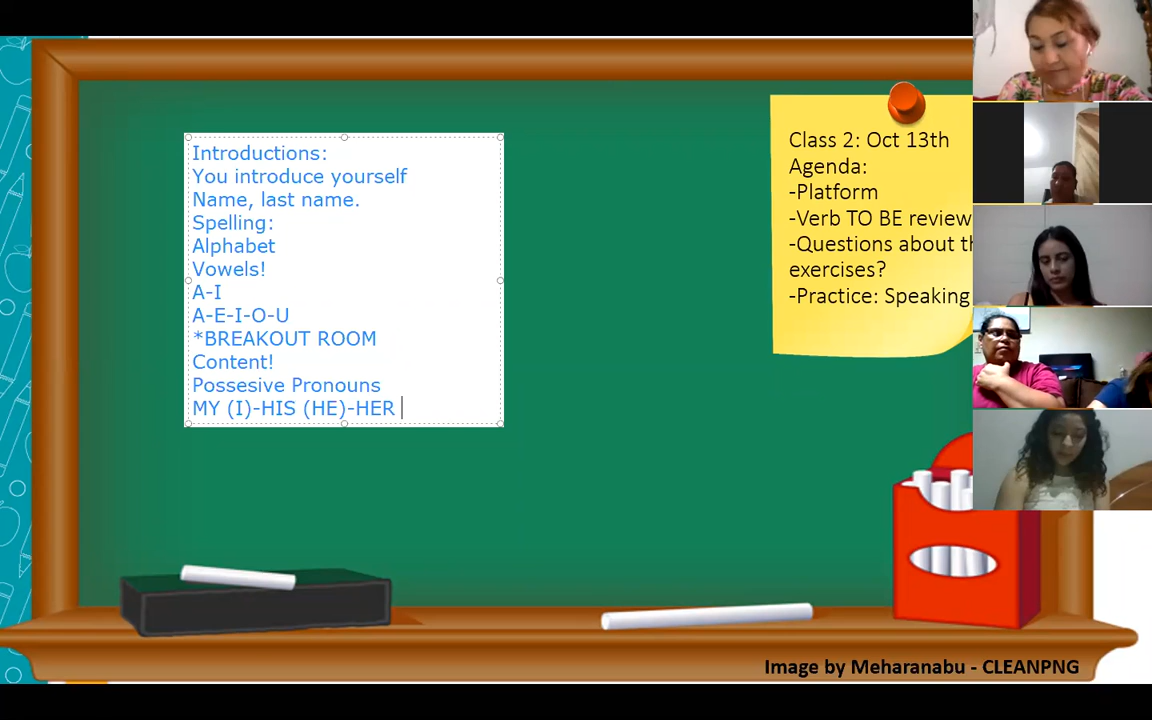 Introductions:
You introduce yourself
Name, last name.
Spelling:
Alphabet
Vowels!
A-I
A-E-I-O-U
*BREAKOUT ROOM
Content!
Possesive Pronouns
MY (I)-HIS (HE)-HER
Class 2: Oct 13th
Agenda:
-Platform
-Verb TO BE review
-Questions about th
exercises?
-Practice: Speaking
Image by Meharanabu - CLEANPNG